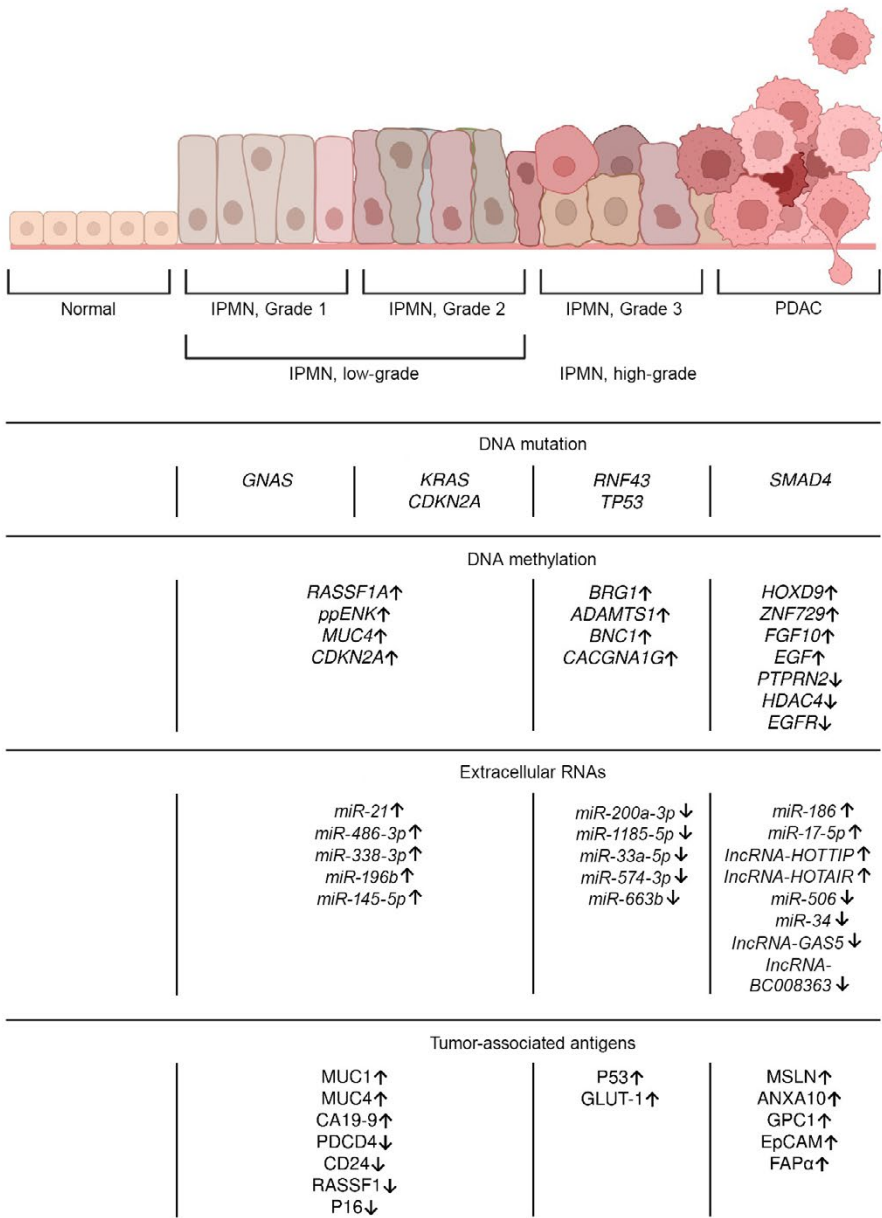 Normal
IPMN, Grade 1
IPMN, Grade 2
IPMN, Grade 3
PDAC
IPMN, low-grade
IPMN, high-grade
DNA mutation
GNAS
KRAS
CDKN2A
RNF43
TP53
SMAD4
DNA methylation
RASSF1A↑
ppENK↑
MUC4↑
CDKN2A↑
BRG1↑
ADAMTS1↑
BNC1↑
CACGNA1G↑
HOXD9↑
ZNF729↑
FGF10↑
EGF↑
PTPRN2↓
HDAC4↓
EGFR↓
Extracellular RNAs
miR-21↑
miR-486-3p↑
miR-338-3p↑
miR-196b↑
miR-145-5p↑
miR-200a-3p↓
miR-1185-5p↓
miR-33a-5p↓
miR-574-3p↓
miR-663b↓
miR-186↑
miR-17-5p↑
lncRNA-HOTTIP↑
lncRNA-HOTAIR↑
miR-506↓
miR-34↓
lncRNA-GAS5↓
lncRNA-
BC008363↓
Tumor-associated antigens
MUC1↑
MUC4↑
CA19-9↑
PDCD4↓
CD24↓
RASSF1↓
P16↓
P53↑
GLUT-1↑
MSLN↑
ANXA10↑
GPC1↑
EpCAM↑
FAPα↑